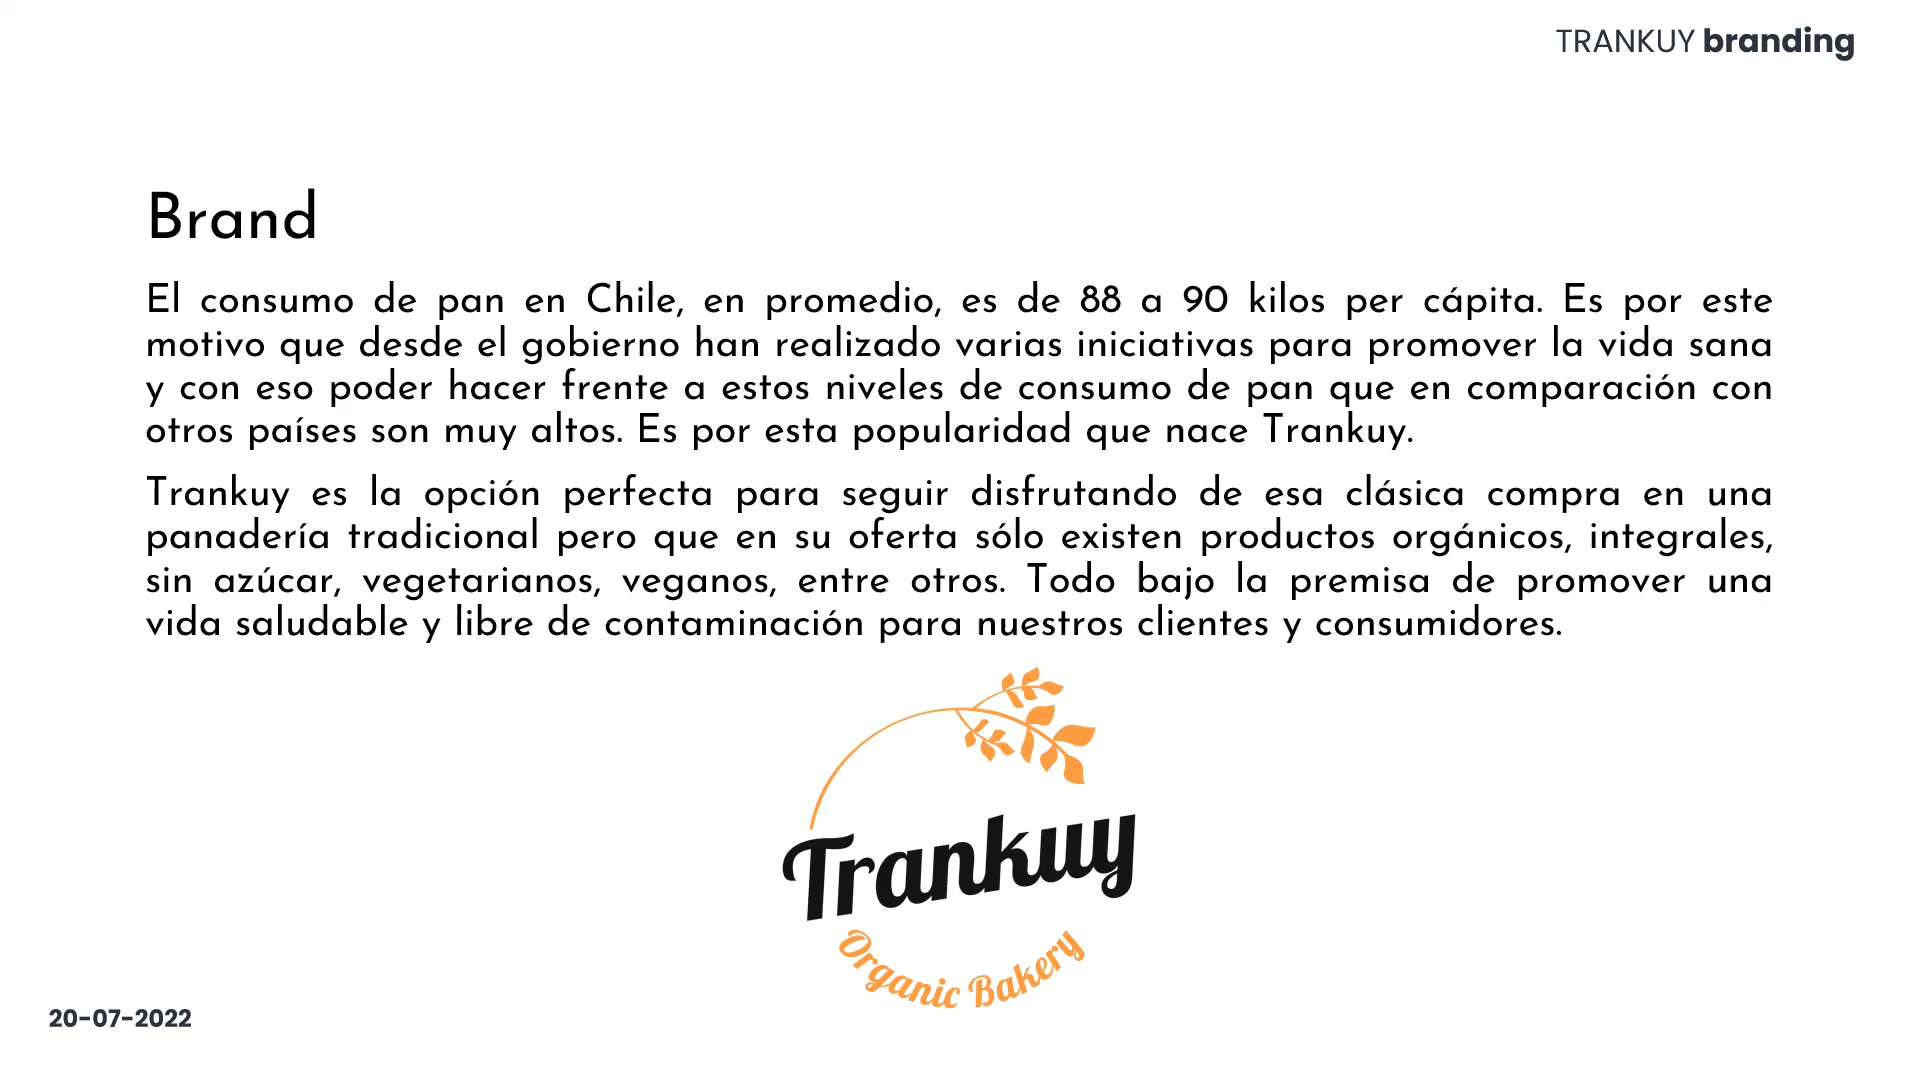 TRANKUY branding
Brand
El consumo de pan en Chile, en promedio, es de 88 a 90 kilos per cápita. Es por este
motivo que desde el gobierno han realizado varias iniciativas para promover la vida sana
y con eso poder hacer frente a estos niveles de consumo de pan que en comparación con
otros países son muy altos. Es por esta popularidad que nace Trankuy.
Trankuy es la opción perfecta para seguir disfrutando de esa clásica compra en una
panadería tradicional pero que en su oferta sólo existen productos orgánicos, integrales,
sin azúcar, vegetarianos, veganos, entre otros. Todo bajo la premisa de promover una
vida saludable y libre de contaminación para nuestros clientes y consumidores.
Trankuy
Organic Bakery
20-07-2022